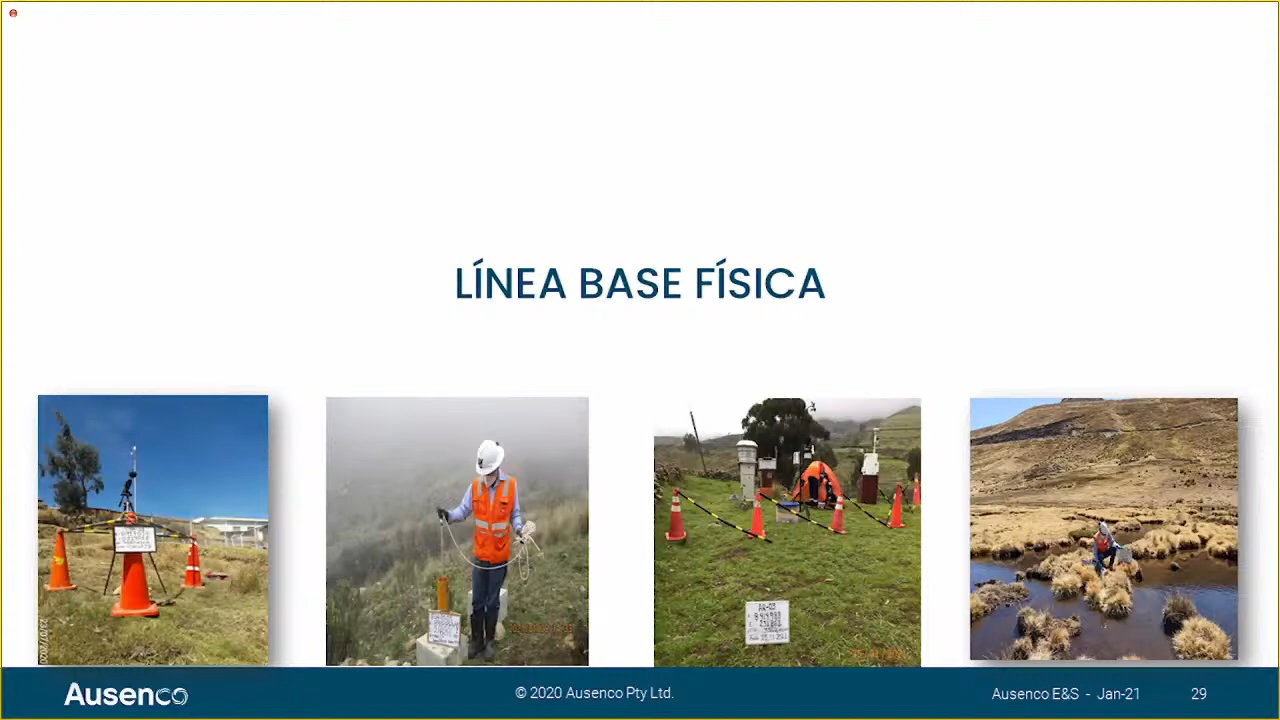 LÍNEA BASE FÍSICA
Ausenco
© 2020 Ausenco Pty Ltd.
Ausenco E&S - Jan-21
29